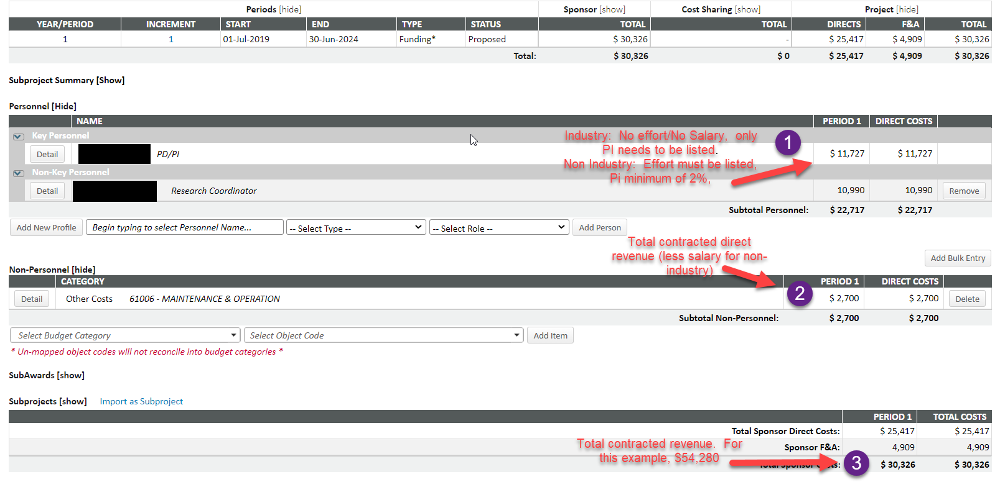 Periods [hide] Sponsor [show] Cost Sharing [show] Project [hide]
YEAR/PERIOD INCREMENT START END TYPE STATUS TOTAL TOTAL DIRECTS F&A TOTAL
1 1 01-Jul-2019 30-Jun-2024 Funding* Proposed $ 30,326 - $ 25,417 $ 4,909 $ 30,326
Total: $ 30,326 $ 0 $ 25,417 $ 4,909 $ 30,326
Subproject Summary [Show]
Personnel [Hide]
NAME PERIOD 1 DIRECT COSTS
Key Personnel
Industry: No effort/No Salary, only
PI needs to be listed.
1
Detail PD/PI $ 11,727 $ 11,727
Non Industry: Effort must be listed,
Pi minimum of 2%,
Non-Key Personnel
Detail Research Coordinator 10,990 10,990 Remove
Subtotal Personnel: $ 22,717 $ 22,717
Add New Profile Begin typing to select Personnel Name... -- Select Type -- -- Select Role -- Add Person
Total contracted direct
revenue (less salary for non-
industry)
Add Bulk Entry
Non-Personnel [hide]
CATEGORY PERIOD 1 DIRECT COSTS
Detail Other Costs 61006 - MAINTENANCE & OPERATION 2 $ 2,700 $ 2,700 Delete
Subtotal Non-Personnel: $ 2,700 $ 2,700
Select Budget Category Select Object Code Add Item
* Un-mapped object codes will not reconcile into budget categories *
SubAwards [show]
Subprojects [show] Import as Subproject
PERIOD 1 TOTAL COSTS
Total Sponsor Direct Costs: $ 25,417 $ 25,417
Total contracted revenue. For
this example, $54,280
Sponsor F&A: 4,909 4,909
Total Sponsor Costs: 3 $ 30,326 $ 30,326